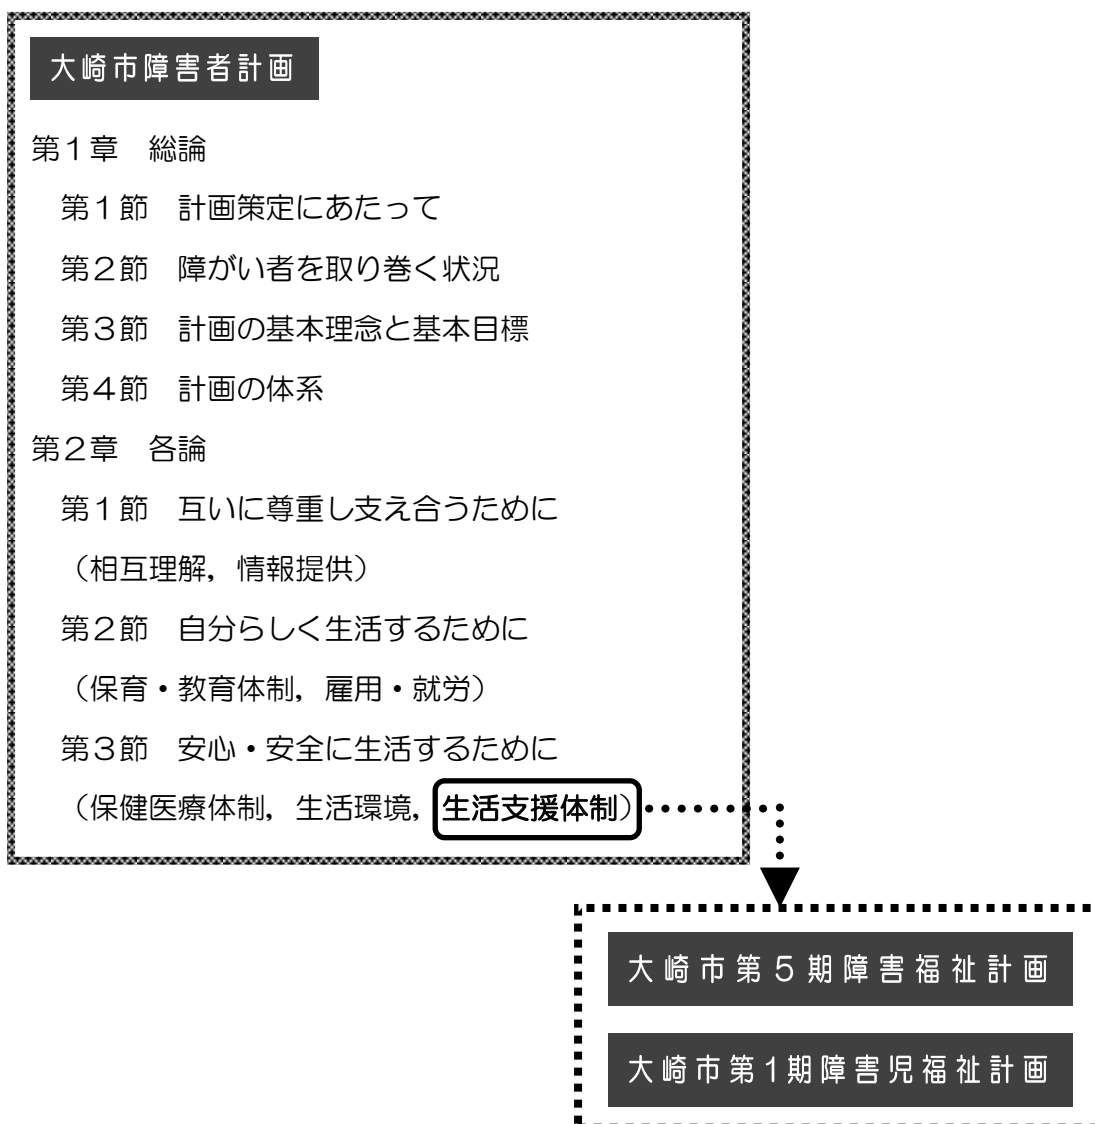 大崎市障害者計画
第１章　総論
第１節　計画策定にあたって
第２節　障がい者を取り巻く状況
第３節　計画の基本理念と基本目標
第４節　計画の体系
第２章　各論
第１節　互いに尊重し支え合うために
（相互理解，情報提供）
第２節　自分らしく生活するために
（保育・教育体制，雇用・就労）
第３節　安心・安全に生活するために
（保健医療体制，生活環境，生活支援体制）
大崎市第５期障害福祉計画
大崎市第１期障害児福祉計画